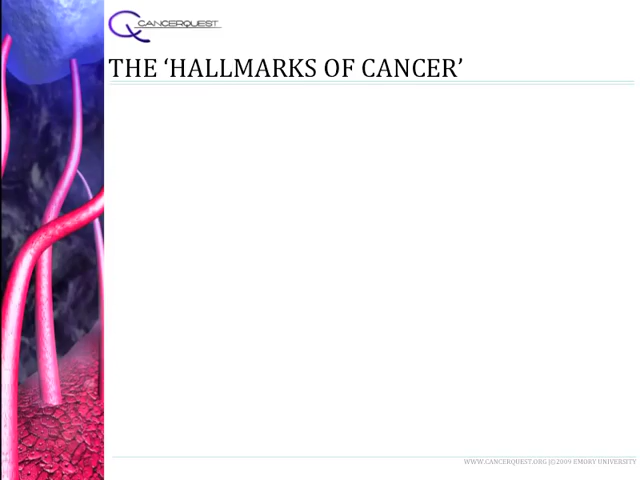 CANCERQUEST
THE ‘HALLMARKS OF CANCER’
WWW.CANCERQUEST.ORG |©2009 EMORY UNIVERSITY